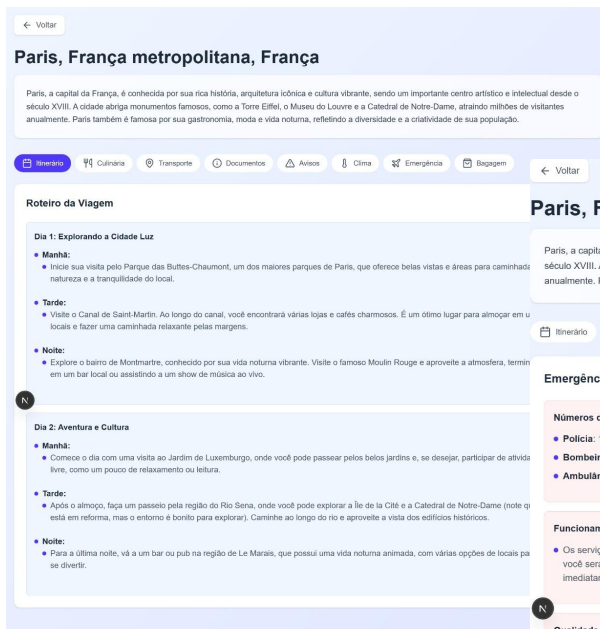 ← Voltar
Paris, França metropolitana, França
Paris, a capital da França, é conhecida por sua rica história, arquitetura icônica e cultura vibrante, sendo um importante centro artístico e intelectual desde o
século XVIII. A cidade abriga monumentos famosos, como a Torre Eiffel, o Museu do Louvre e a Catedral de Notre-Dame, atraindo milhões de visitantes
anualmente. Paris também é famosa por sua gastronomia, moda e vida noturna, refletindo a diversidade e a criatividade de sua população.
Itinerário Culinária Transporte Documentos Avisos Clima Emergência Bagagem
Roteiro da Viagem
Dia 1: Explorando a Cidade Luz
• Manhã:
• Inicie sua visita pelo Parque das Buttes-Chaumont, um dos maiores parques de Paris, que oferece belas vistas e áreas para caminhada
natureza e a tranquilidade do local.
• Tarde:
• Visite o Canal de Saint-Martin. Ao longo do canal, você encontrará várias lojas e cafés charmosos. É um ótimo lugar para almoçar em u
locais e fazer uma caminhada relaxante pelas margens.
• Noite:
• Explore o bairro de Montmartre, conhecido por sua vida noturna vibrante. Visite o famoso Moulin Rouge e aproveite a atmosfera, termin
em um bar local ou assistindo a um show de música ao vivo.
N
Dia 2: Aventura e Cultura
• Manhã:
• Comece o dia com uma visita ao Jardim de Luxemburgo, onde você pode passear pelos belos jardins e, se desejar, participar de ativida
livre, como um pouco de relaxamento ou leitura.
• Tarde:
• Após o almoço, faça um passeio pela região do Rio Sena, onde você pode explorar a Île de la Cité e a Catedral de Notre-Dame (note q
está em reforma, mas o entorno é bonito para explorar). Caminhe ao longo do rio e aproveite a vista dos edifícios históricos.
• Noite:
• Para a última noite, vá a um bar ou pub na região de Le Marais, que possui uma vida noturna animada, com várias opções de locais pa
se divertir.
← Voltar
Paris, F
Paris, a capita
século XVIII. A
anualmente. P
Itinerário
Emergênc
Números d
• Polícia:
• Bombeir
• Ambulân
Funcionam
• Os serviç
você será
imediatan
N